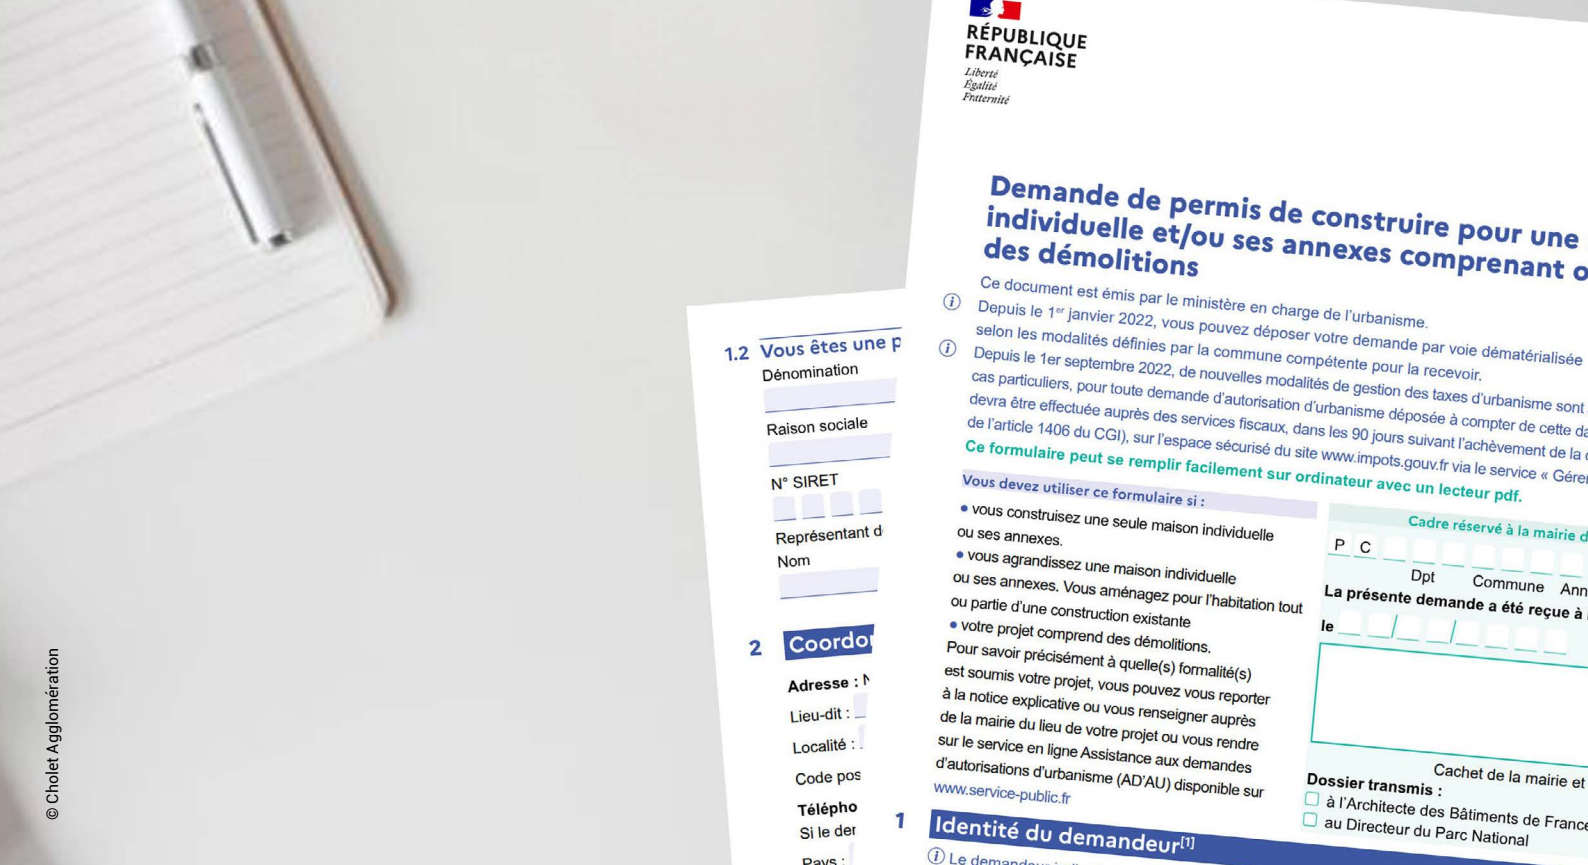 RÉPUBLIQUE
FRANÇAISE
Liberté
Égalité
Fraternité
Demande de permis de construire pour une
individuelle et/ou ses annexes comprenant
des démolitions
Ce document est émis par le ministère en charge de l'urbanisme.
Depuis le 1er janvier 2022, vous pouvez déposer votre demande par voie dématérialisée
selon les modalités définies par la commune compétente pour la recevoir.
Depuis le 1er septembre 2022, de nouvelles modalités de gestion des taxes d'urbanisme sont
cas particuliers, pour toute demande d'autorisation d'urbanisme déposée à compter de cette
devra être effectuée auprès des services fiscaux, dans les 90 jours suivant l'achèvement de la
de l'article 1406 du CGI), sur l'espace sécurisé du site www.impots.gouv.fr via le service «
Ce formulaire peut se remplir facilement sur ordinateur avec un lecteur pdf.
Vous devez utiliser ce formulaire si :
• vous construisez une seule maison individuelle
ou ses annexes.
• vous agrandissez une maison individuelle
ou ses annexes. Vous aménagez pour l'habitation tout
ou partie d'une construction existante
• votre projet comprend des démolitions.
Pour savoir précisément à quelle(s) formalité(s)
est soumis votre projet, vous pouvez vous reporter
à la notice explicative ou vous renseigner auprès
de la mairie du lieu de votre projet ou vous rendre
sur le service en ligne Assistance aux demandes
d'autorisations d'urbanisme (AD'AU) disponible sur
www.service-public.fr
Cadre réservé à la mairie
P C
Dpt Commune
La présente demande a été reçue à
le
Cachet de la mairie et
Dossier transmis :
à l'Architecte des Bâtiments de France
au Directeur du Parc National
1 Identité du demandeur[1]
Le
1.2 Vous êtes une
Dénomination
Raison sociale
N° SIRET
Représentant
Nom
2
Adresse :
Lieu-dit :
Localité :
Code
Si le
Pays :
© Cholet Agglomération